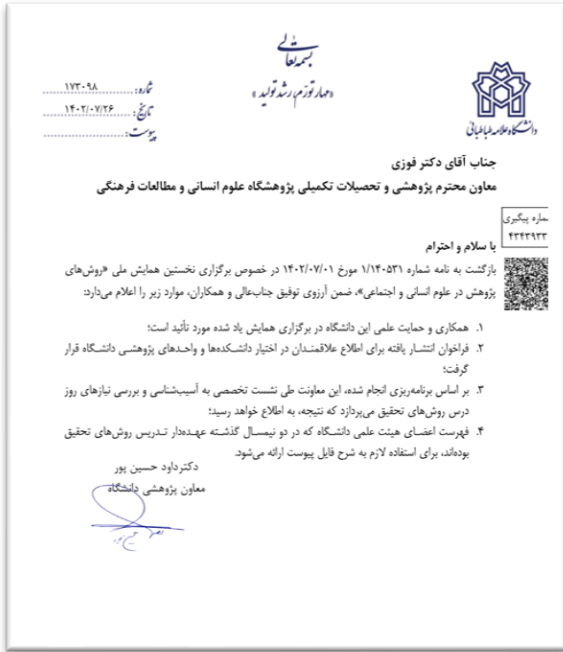 بسمه تعالی
«مهار تورّم، رشد تولید»
شماره: ۱۷۳۰۹۸
تاریخ: ۱۴۰۲/۰۷/۲۶
پیوست:
دانشگاه علامه طباطبائی
جناب آقای دکتر فوزی
معاون محترم پژوهشی و تحصیلات تکمیلی پژوهشگاه علوم انسانی و مطالعات فرهنگی
ماره پیگیری
۴۳۴۳۹۳۳
با سلام و احترام
بازگشت به نامه شماره ۱/۱۴۰۵۳۱ مورخ ۱۴۰۲/۰۷/۰۱ در خصوص برگزاری نخستین همایش ملی «روش‌های
پژوهش در علوم انسانی و اجتماعی»، ضمن آرزوی توفیق جناب‌عالی و همکاران، موارد زیر را اعلام می‌دارد:
۱. همکاری و حمایت علمی این دانشگاه در برگزاری همایش یاد شده مورد تأئید است؛
۲. فراخوان انتشار یافته برای اطلاع علاقمندان در اختیار دانشکده‌ها و واحدهای پژوهشی دانشگاه قرار
گرفت؛
۳. بر اساس برنامه‌ریزی انجام شده، این معاونت طی نشست تخصصی به آسیب‌شناسی و بررسی نیازهای روز
درس روش‌های تحقیق می‌پردازد که نتیجه، به اطلاع خواهد رسید؛
۴. فهرست اعضای هیئت علمی دانشگاه که در دو نیمسال گذشته عهده‌دار تدریس روش‌های تحقیق
بوده‌اند، برای استفاده لازم به شرح فایل پیوست ارائه می‌شود.
دکترداود حسین پور
معاون پژوهشی دانشگاه